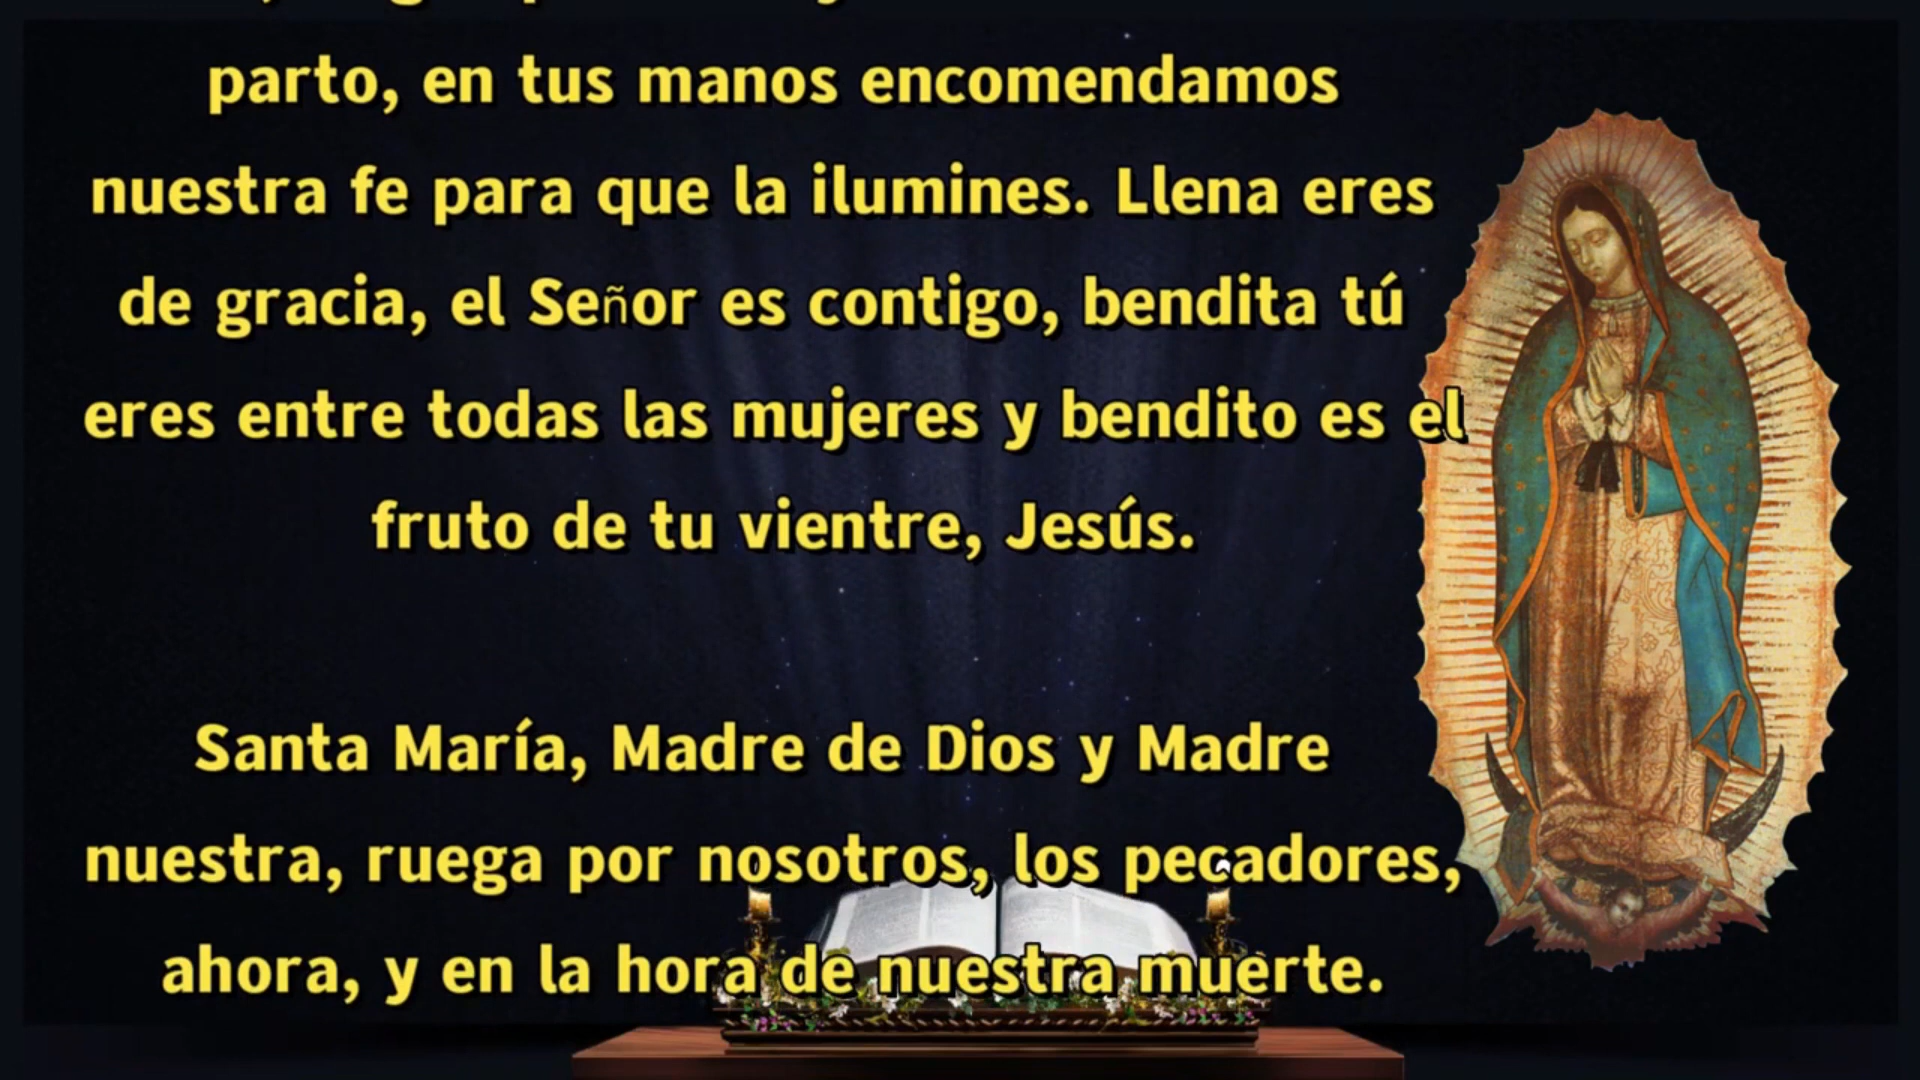 parto, en tus manos encomendamos
nuestra fe para que la ilumines. Llena eres
de gracia, el Señor es contigo, bendita tú
eres entre todas las mujeres y bendito es el
fruto de tu vientre, Jesús.
Santa María, Madre de Dios y Madre
nuestra, ruega por nosotros, los pecadores,
ahora, y en la hora de nuestra muerte.